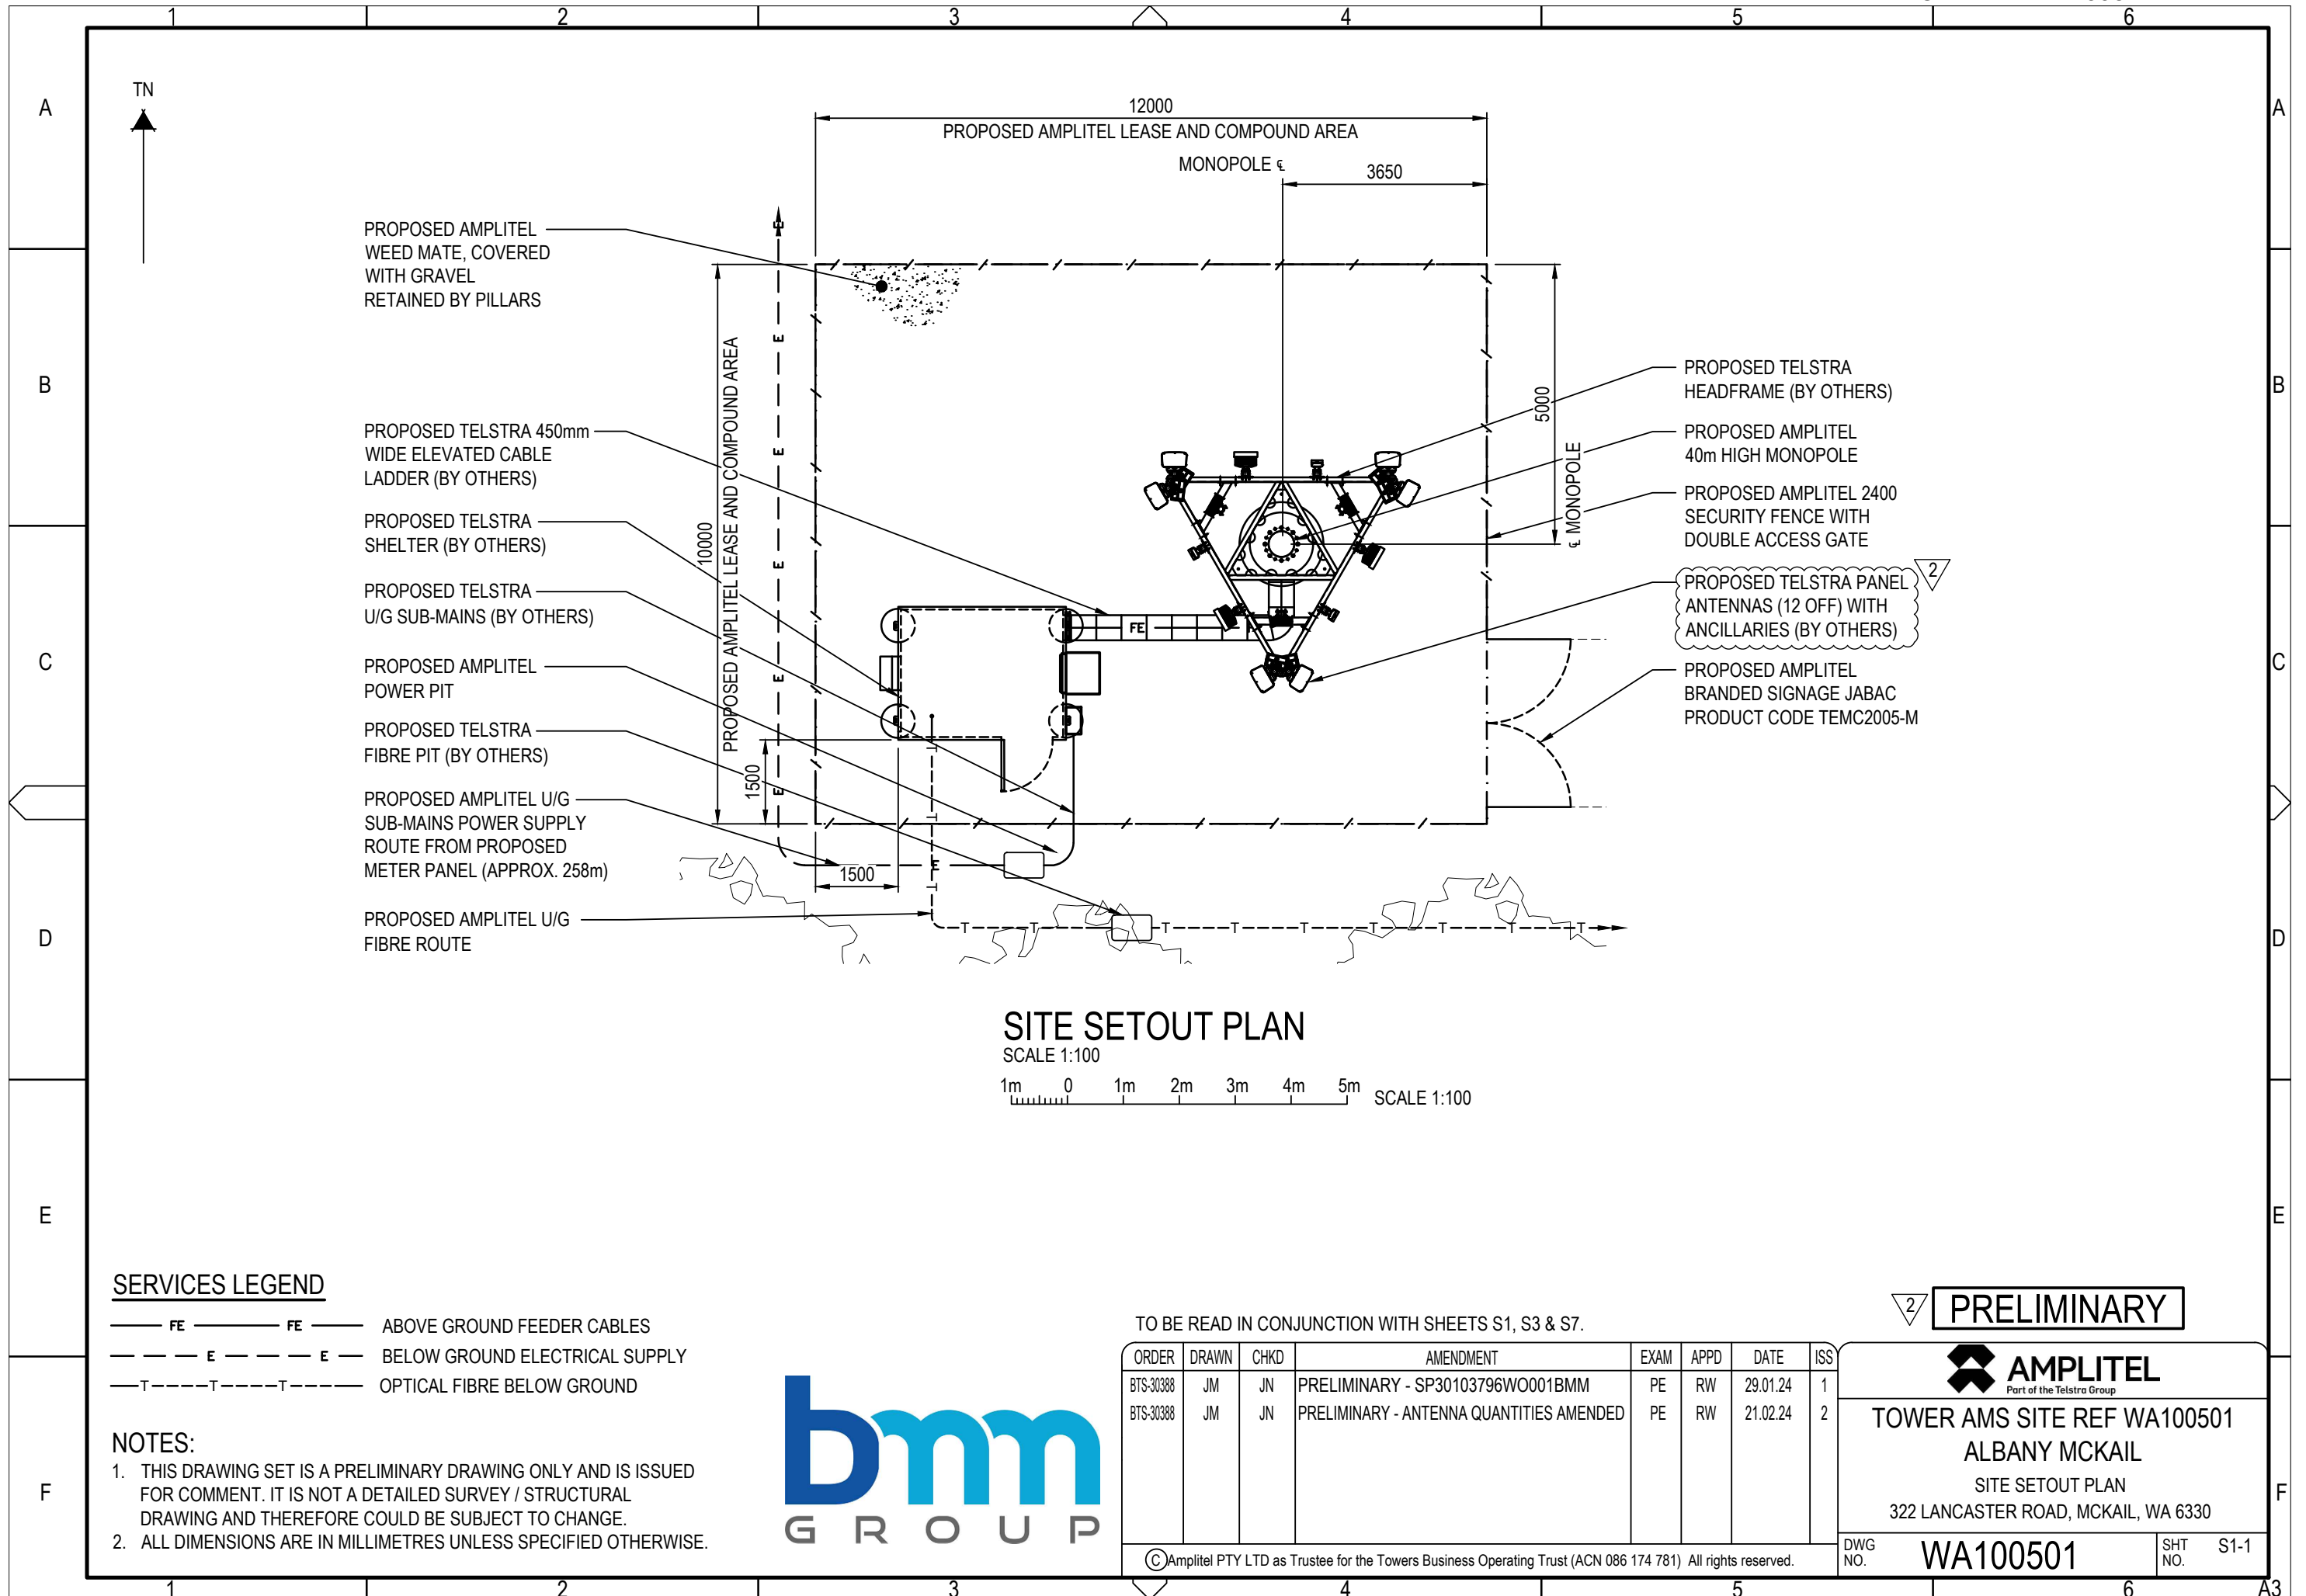 1 2 3 4 5 6
A A
B B
C C
D D
E E
F F
TN
12000
PROPOSED AMPLITEL LEASE AND COMPOUND AREA
MONOPOLE ℄
3650
PROPOSED AMPLITEL
WEED MATE, COVERED
WITH GRAVEL
RETAINED BY PILLARS
PROPOSED TELSTRA 450mm
WIDE ELEVATED CABLE
LADDER (BY OTHERS)
PROPOSED TELSTRA
SHELTER (BY OTHERS)
PROPOSED TELSTRA
U/G SUB-MAINS (BY OTHERS)
PROPOSED AMPLITEL
POWER PIT
PROPOSED TELSTRA
FIBRE PIT (BY OTHERS)
PROPOSED AMPLITEL U/G
SUB-MAINS POWER SUPPLY
ROUTE FROM PROPOSED
METER PANEL (APPROX. 258m)
PROPOSED AMPLITEL U/G
FIBRE ROUTE
E E E E E E E
10000
PROPOSED AMPLITEL LEASE AND COMPOUND AREA
1500
1500
FE
T T T
T T T T T T T T T
5000
℄ MONOPOLE
PROPOSED TELSTRA
HEADFRAME (BY OTHERS)
PROPOSED AMPLITEL
40m HIGH MONOPOLE
PROPOSED AMPLITEL 2400
SECURITY FENCE WITH
DOUBLE ACCESS GATE
PROPOSED TELSTRA PANEL
ANTENNAS (12 OFF) WITH
ANCILLARIES (BY OTHERS)
2
PROPOSED AMPLITEL
BRANDED SIGNAGE JABAC
PRODUCT CODE TEMC2005-M
SITE SETOUT PLAN
SCALE 1:100
1m 0 1m 2m 3m 4m 5m SCALE 1:100
SERVICES LEGEND
FE FE ABOVE GROUND FEEDER CABLES
E E BELOW GROUND ELECTRICAL SUPPLY
T T T OPTICAL FIBRE BELOW GROUND
NOTES:
1. THIS DRAWING SET IS A PRELIMINARY DRAWING ONLY AND IS ISSUED
FOR COMMENT. IT IS NOT A DETAILED SURVEY / STRUCTURAL
DRAWING AND THEREFORE COULD BE SUBJECT TO CHANGE.
2. ALL DIMENSIONS ARE IN MILLIMETRES UNLESS SPECIFIED OTHERWISE.
bmm
GROUP
TO BE READ IN CONJUNCTION WITH SHEETS S1, S3 & S7.
ORDER DRAWN CHKD AMENDMENT EXAM APPD DATE ISS
BTS-30388 JM JN PRELIMINARY - SP30103796WO001BMM PE RW 29.01.24 1
BTS-30388 JM JN PRELIMINARY - ANTENNA QUANTITIES AMENDED PE RW 21.02.24 2
© Amplitel PTY LTD as Trustee for the Towers Business Operating Trust (ACN 086 174 781) All rights reserved.
2 PRELIMINARY
AMPLITEL
Part of the Telstra Group
TOWER AMS SITE REF WA100501
ALBANY MCKAIL
SITE SETOUT PLAN
322 LANCASTER ROAD, MCKAIL, WA 6330
DWG NO. WA100501 SHT NO. S1-1
1 2 3 4 5 6 A3